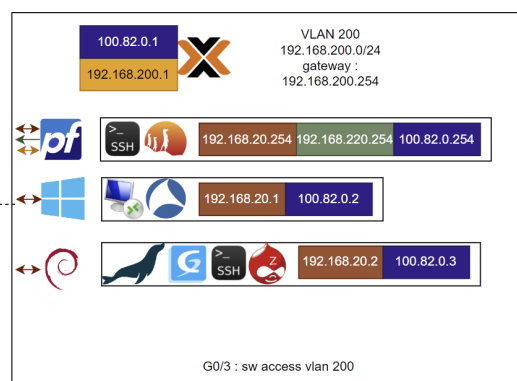 100.82.0.1
192.168.200.1
VLAN 200
192.168.200.0/24
gateway :
192.168.200.254
pf
>_
SSH
192.168.20.254
192.168.220.254
100.82.0.254
192.168.20.1
100.82.0.2
>_
SSH
Z
192.168.20.2
100.82.0.3
G0/3 : sw access vlan 200